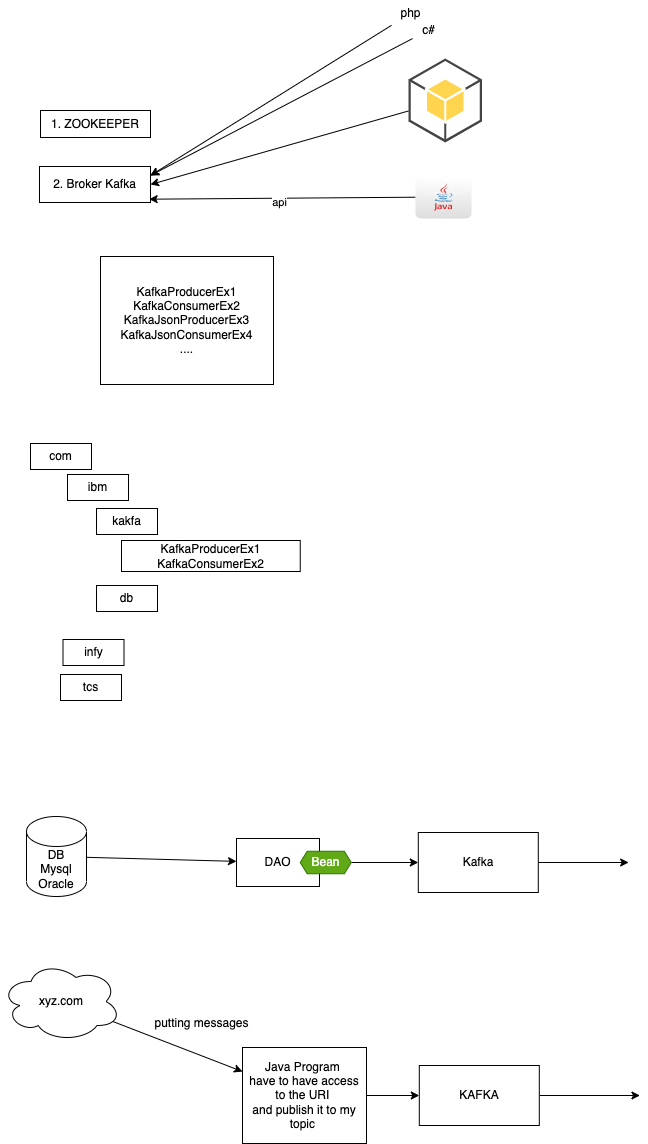 php
c#
1. ZOOKEEPER
2. Broker Kafka
api
Java
KafkaProducerEx1
KafkaConsumerEx2
KafkaJsonProducerEx3
KafkaJsonConsumerEx4
....
com
ibm
kakfa
KafkaProducerEx1
KafkaConsumerEx2
db
infy
tcs
DB
Mysql
Oracle
DAO
Bean
Kafka
xyz.com
putting messages
Java Program
have to have access
to the URI
and publish it to my
topic
KAFKA